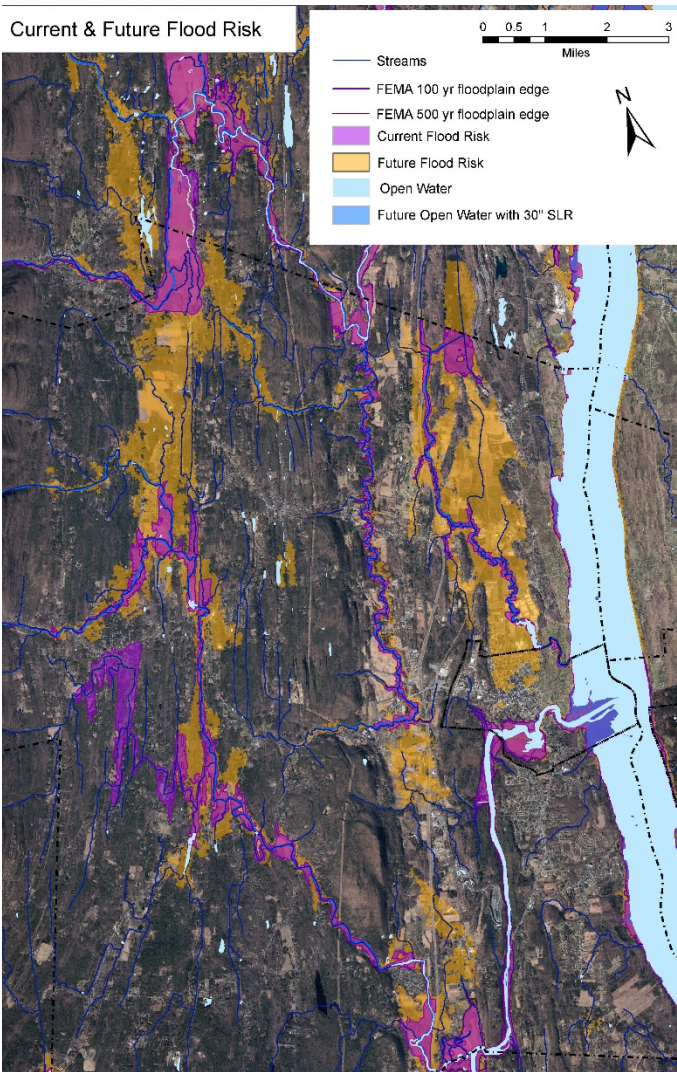 Current & Future Flood Risk
0 0.5 1 2 3
Miles
N
Streams
FEMA 100 yr floodplain edge
FEMA 500 yr floodplain edge
Current Flood Risk
Future Flood Risk
Open Water
Future Open Water with 30" SLR